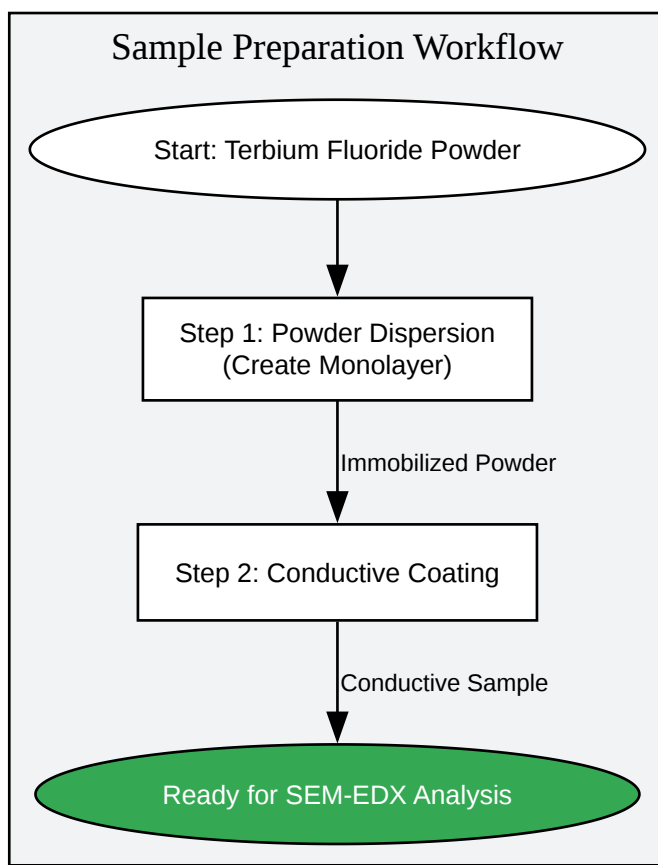 Sample Preparation Workflow
Start: Terbium Fluoride Powder
Step 1: Powder Dispersion
(Create Monolayer)
Immobilized Powder
Step 2: Conductive Coating
Conductive Sample
Ready for SEM-EDX Analysis